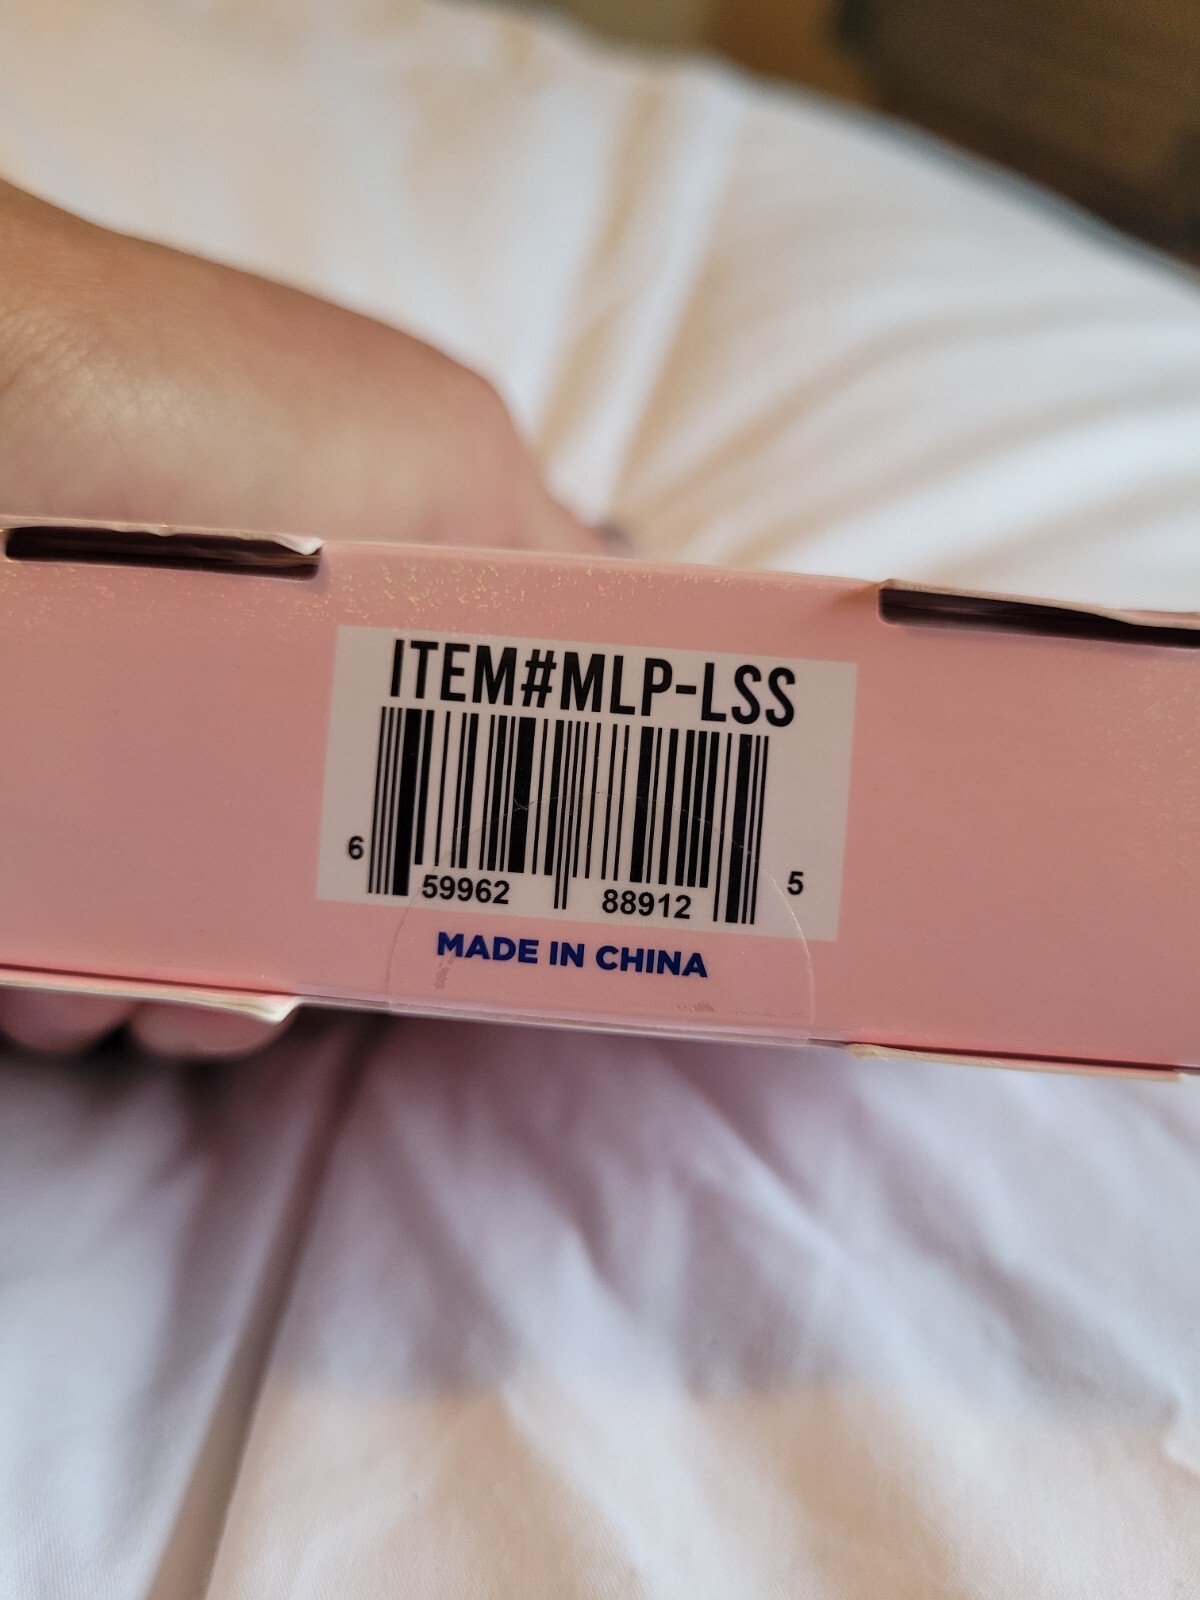 ITEM#MLP-LSS
6 59962 88912 5
MADE IN CHINA